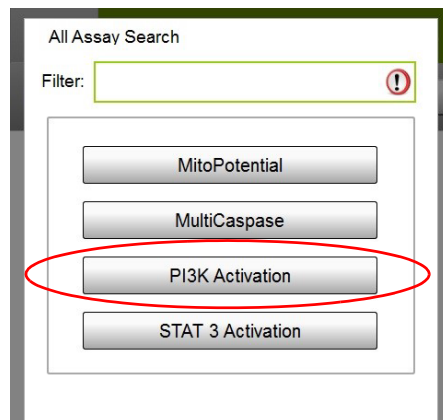 All Assay Search
Filter:
MitoPotential
MultiCaspase
PI3K Activation
STAT 3 Activation